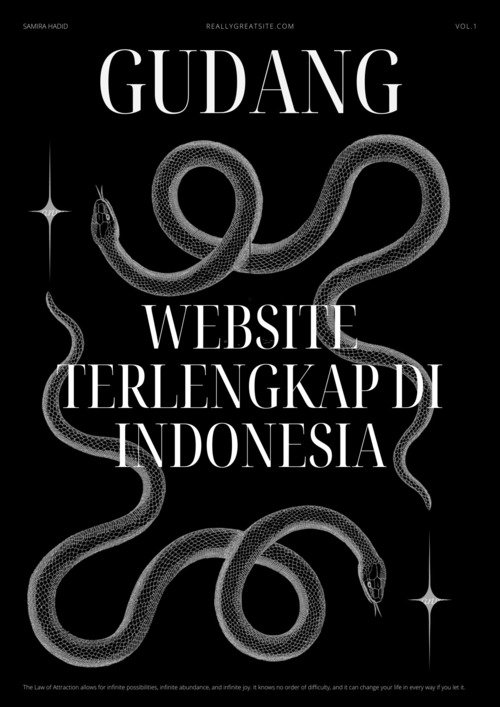 SAMIRA HADID
REALLYGREATSITE.COM
VOL.1
GUDANG
WEBSITE
TERLENGKAP DI
INDONESIA
The Law of Attraction allows for infinite possibilities, infinite abundance, and infinite joy. It knows no order of difficulty, and it can change your life in every way if you let it.